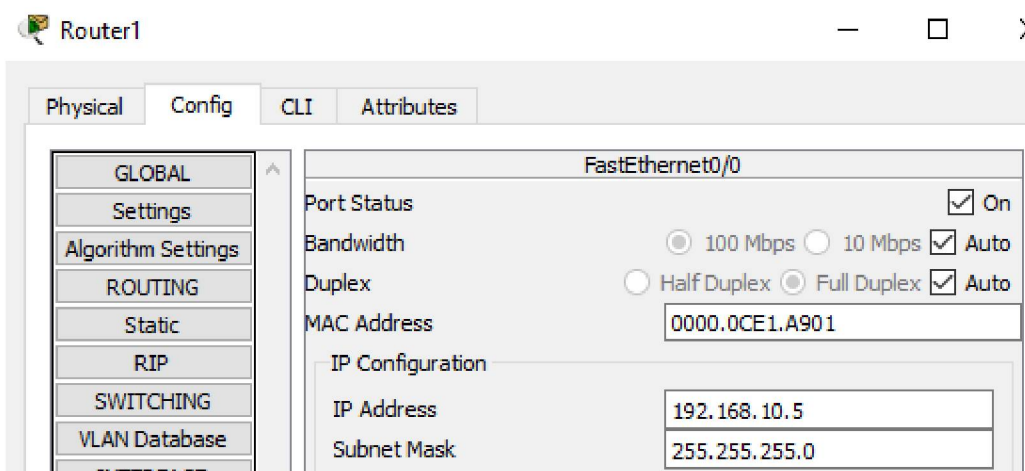 Router1
Physical Config CLI Attributes
GLOBAL
Settings
Algorithm Settings
ROUTING
Static
RIP
SWITCHING
VLAN Database
INTERFACE
FastEthernet0/0
Port Status On
Bandwidth 100 Mbps 10 Mbps Auto
Duplex Half Duplex Full Duplex Auto
MAC Address 0000.0CE1.A901
IP Configuration
IP Address 192.168.10.5
Subnet Mask 255.255.255.0